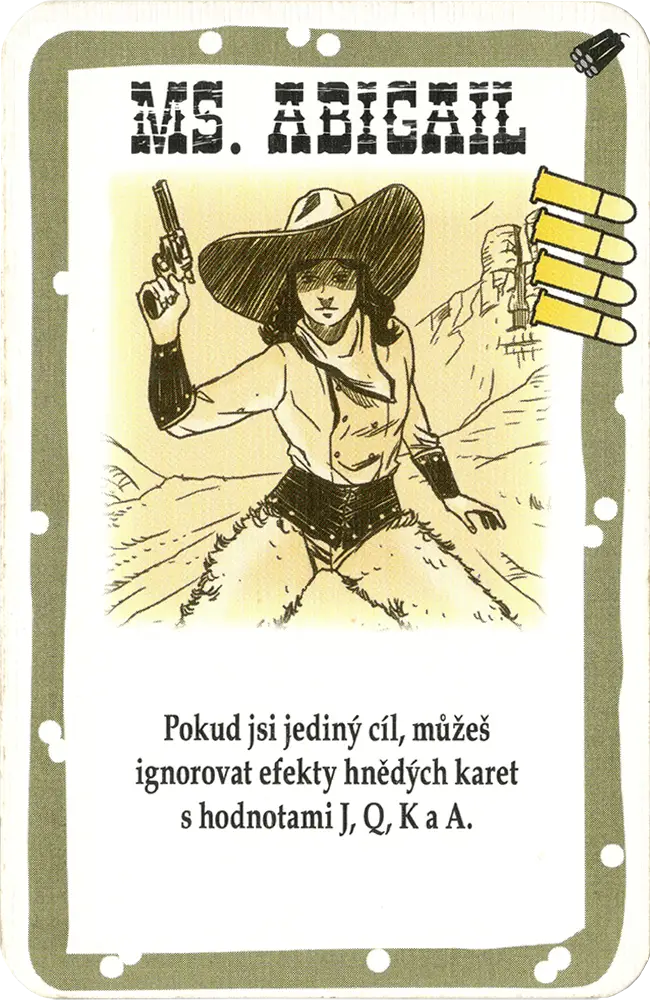 MS. ABIGAIL
Pokud jsi jediný cíl, můžeš
ignorovat efekty hnědých karet
s hodnotami J, Q, K a A.